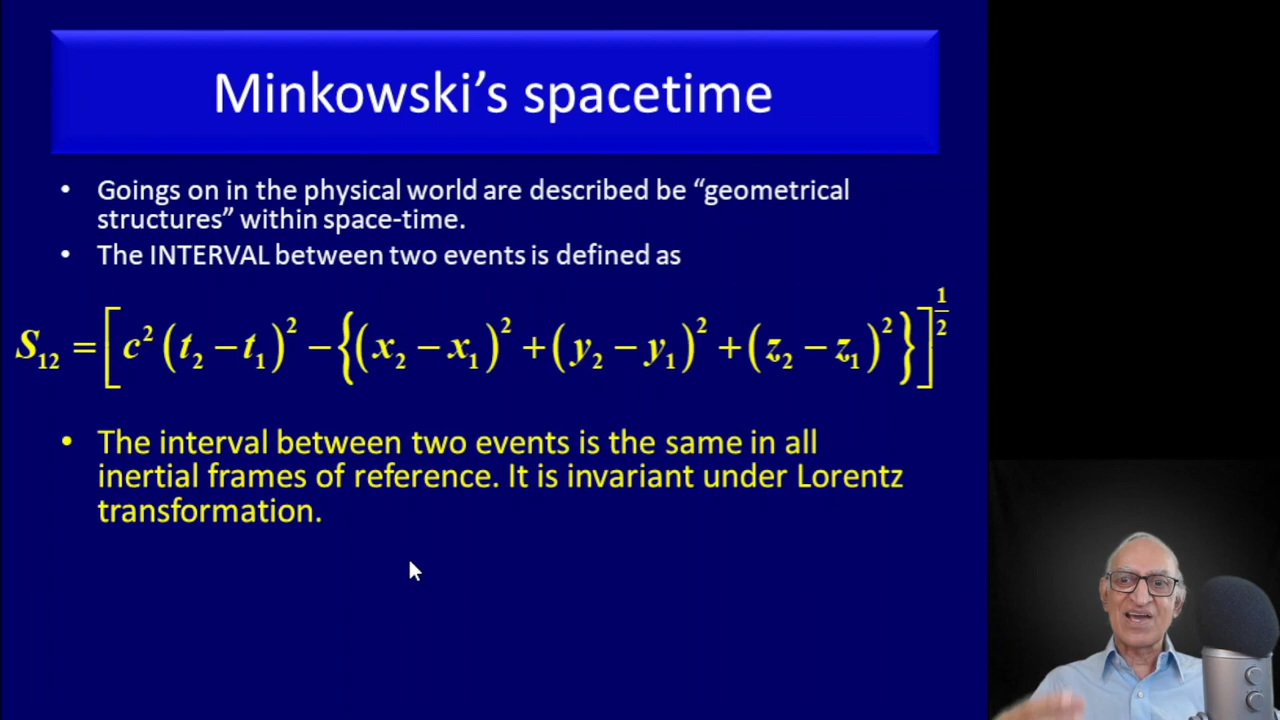 Minkowski’s spacetime
• Goings on in the physical world are described be “geometrical
structures” within space-time.
• The INTERVAL between two events is defined as
S₁₂ = [c²(t₂ − t₁)² − {(x₂ − x₁)² + (y₂ − y₁)² + (z₂ − z₁)²}]^(1/2)
• The interval between two events is the same in all
inertial frames of reference. It is invariant under Lorentz
transformation.